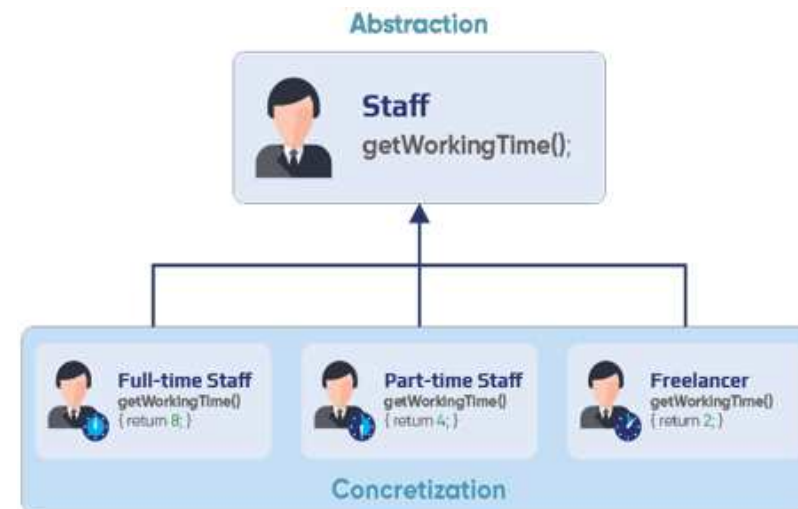 Abstraction
Staff
getWorkingTime();
Full-time Staff
getWorkingTime()
{ return 8; }
Part-time Staff
getWorkingTime()
{ return 4; }
Freelancer
getWorkingTime()
{ return 2; }
Concretization